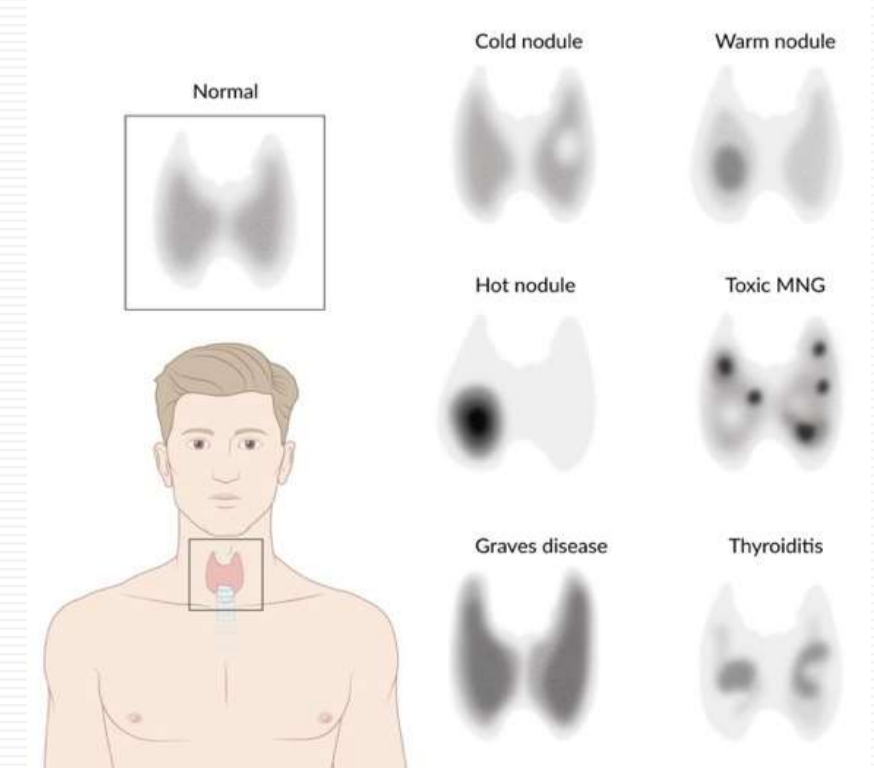 Normal
Cold nodule
Warm nodule
Hot nodule
Toxic MNG
Graves disease
Thyroiditis